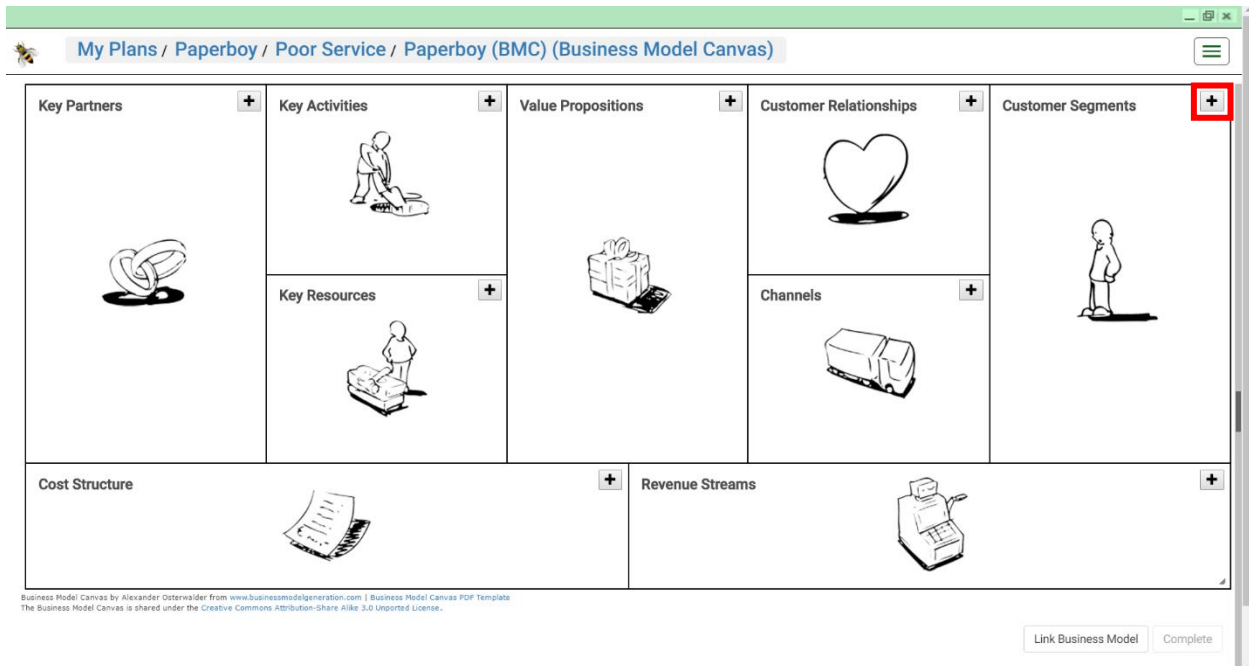 My Plans / Paperboy / Poor Service / Paperboy (BMC) (Business Model Canvas)
Key Partners
Key Activities
Value Propositions
Customer Relationships
Customer Segments
Key Resources
Channels
Cost Structure
Revenue Streams
Business Model Canvas by Alexander Osterwalder from www.businessmodelgeneration.com | Business Model Canvas PDF Template
The Business Model Canvas is shared under the Creative Commons Attribution-Share Alike 3.0 Unported License.
Link Business Model
Complete